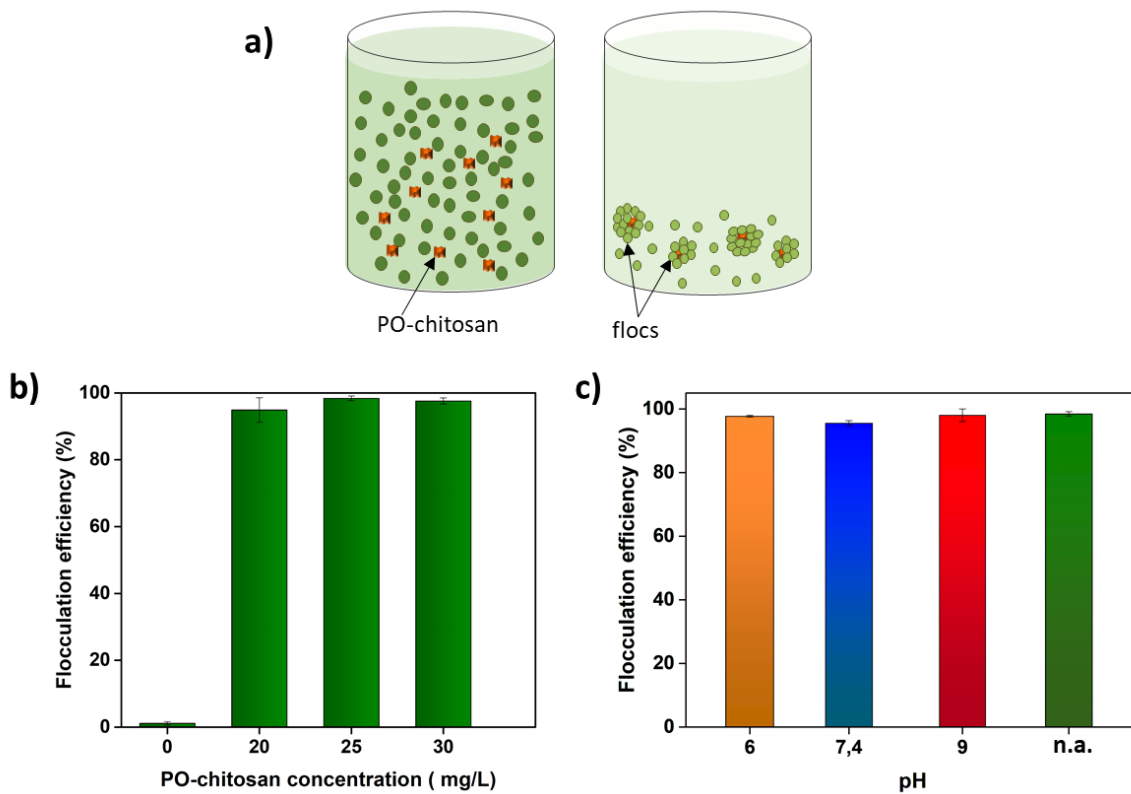 a)
PO-chitosan
flocs
b)
Flocculation efficiency (%)
100
80
60
40
20
0
0 20 25 30
PO-chitosan concentration ( mg/L)
c)
Flocculation efficiency (%)
100
80
60
40
20
0
6 7,4 9 n.a.
pH